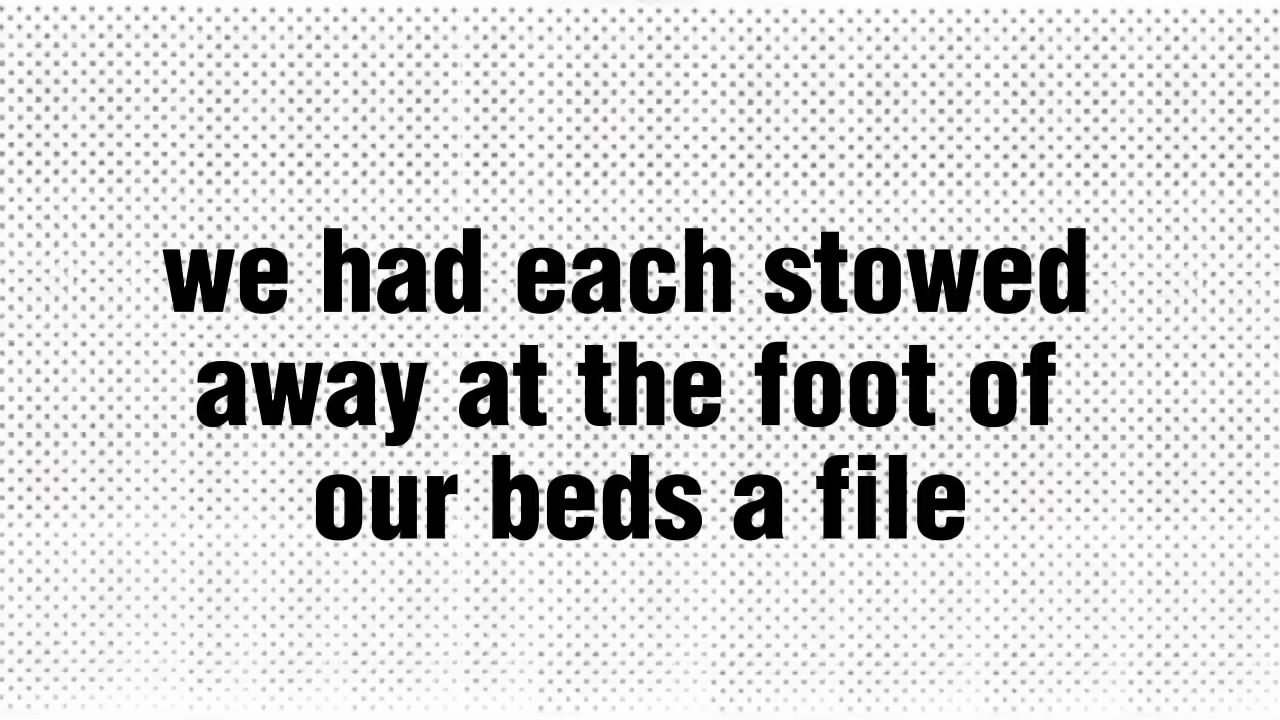 we had each stowed
away at the foot of
our beds a file